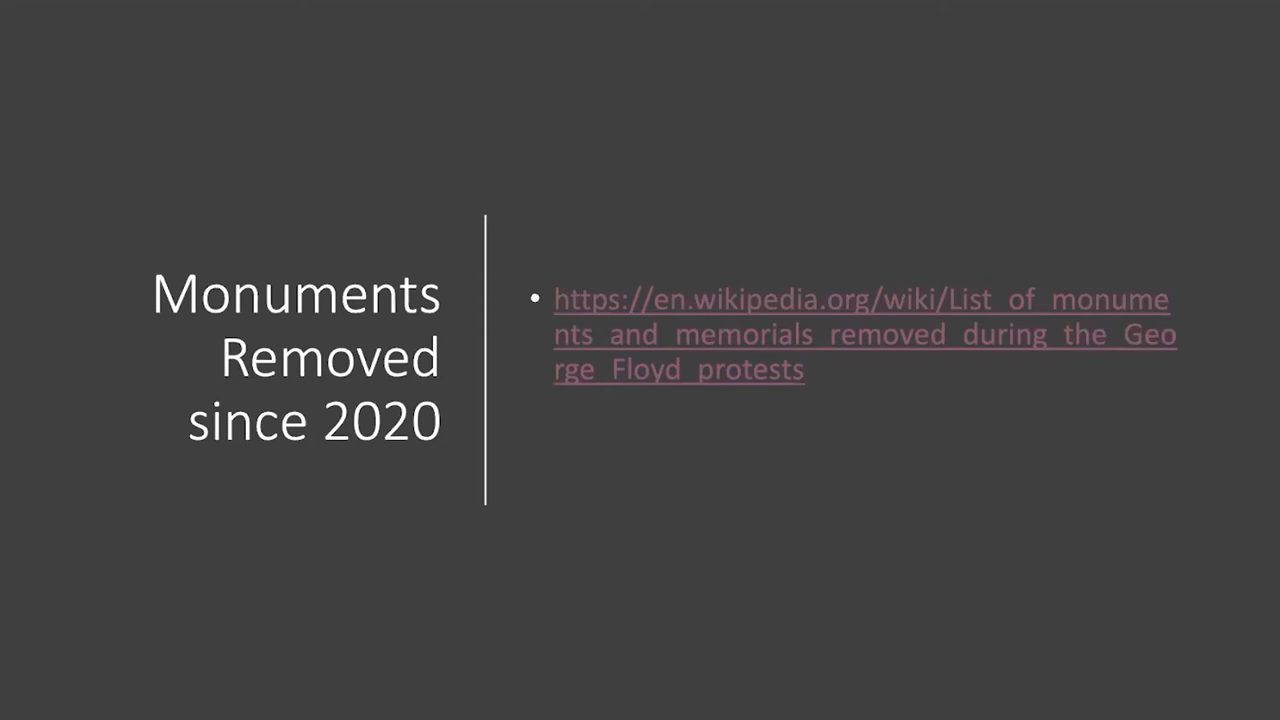 Monuments
Removed
since 2020
• https://en.wikipedia.org/wiki/List_of_monume
nts_and_memorials_removed_during_the_Geo
rge_Floyd_protests